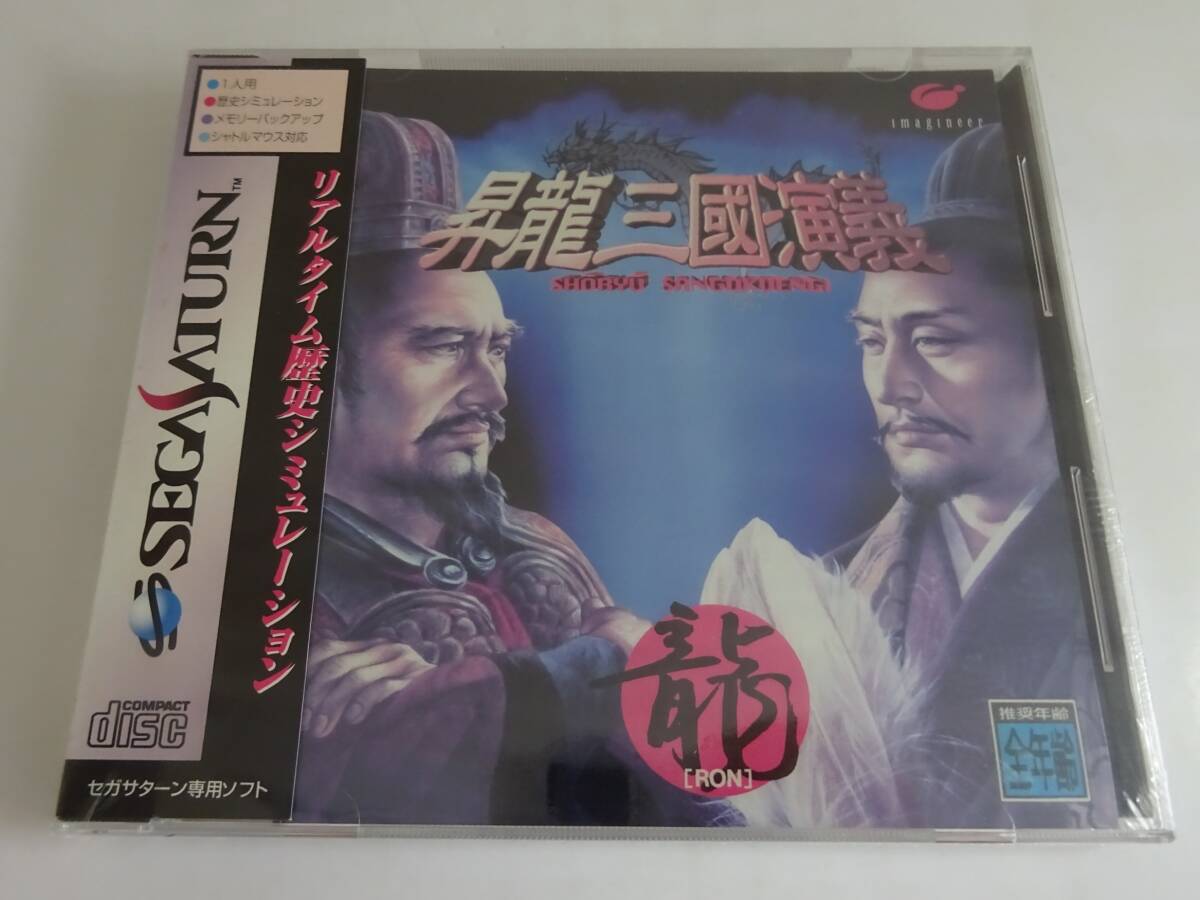 ●1人用
●歴史シミュレーション
●メモリーバックアップ
●シャトルマウス対応
SEGA SATURN™
リアルタイム歴史シミュレーション
COMPACT
disc
セガサターン専用ソフト
imagineer
昇龍三國演義
SHŌRYŪ SANGOKUENGI
龍
[RON]
推奨年齢
全年齢